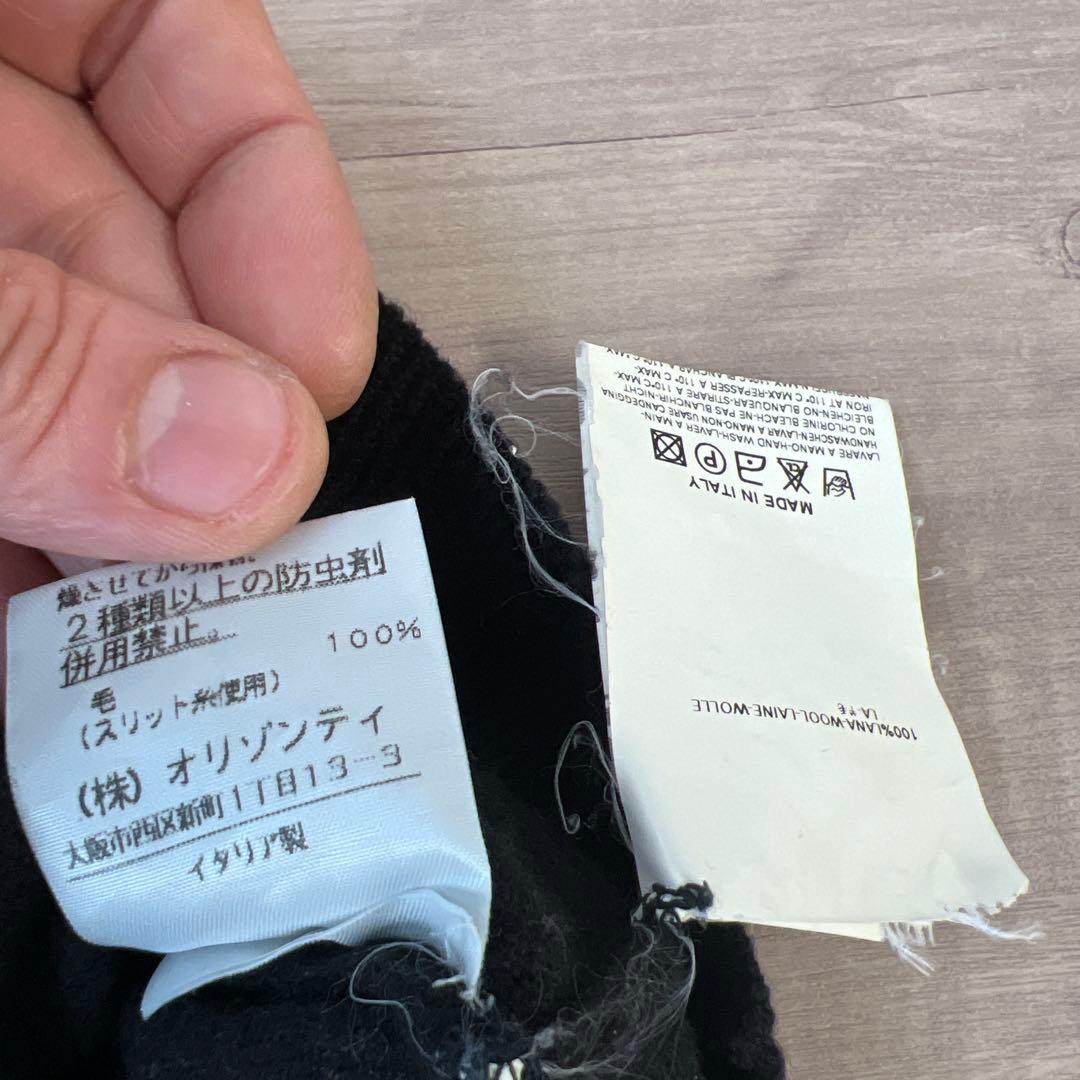 燥させてから保管。
2種類以上の防虫剤
併用禁止。
毛 100%
(スリット糸使用)
(株)オリゾンティ
大阪市西区新町1丁目13-3
イタリア製
100%LANA-WOOL-LAINE-WOLLE
MADE IN ITALY
LAVARE A MANO-HAND WASH-LAVER A MAIN-
HANDWASCHEN-LAVAR A MANO-NON USARE CANDEGGINA
NO CHLORINE BLEACH-NE PAS BLANCHIR-NICHT
BLEICHEN-NO BLANQUEAR-STIRARE A 110°C MAX-
IRON AT 110° C MAX-REPASSER A 110° C MAX-